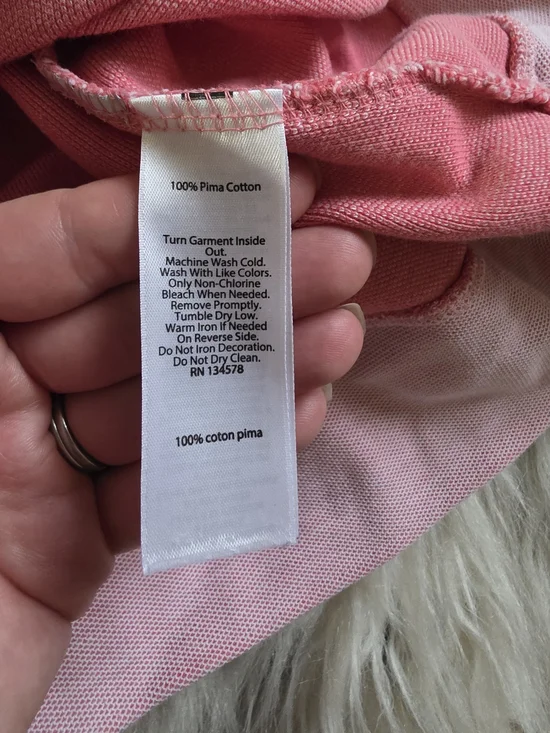 100% Pima Cotton
Turn Garment Inside
Out.
Machine Wash Cold.
Wash With Like Colors.
Only Non-Chlorine
Bleach When Needed.
Remove Promptly.
Tumble Dry Low.
Warm Iron If Needed
On Reverse Side.
Do Not Iron Decoration.
Do Not Dry Clean.
RN 134578
100% coton pima